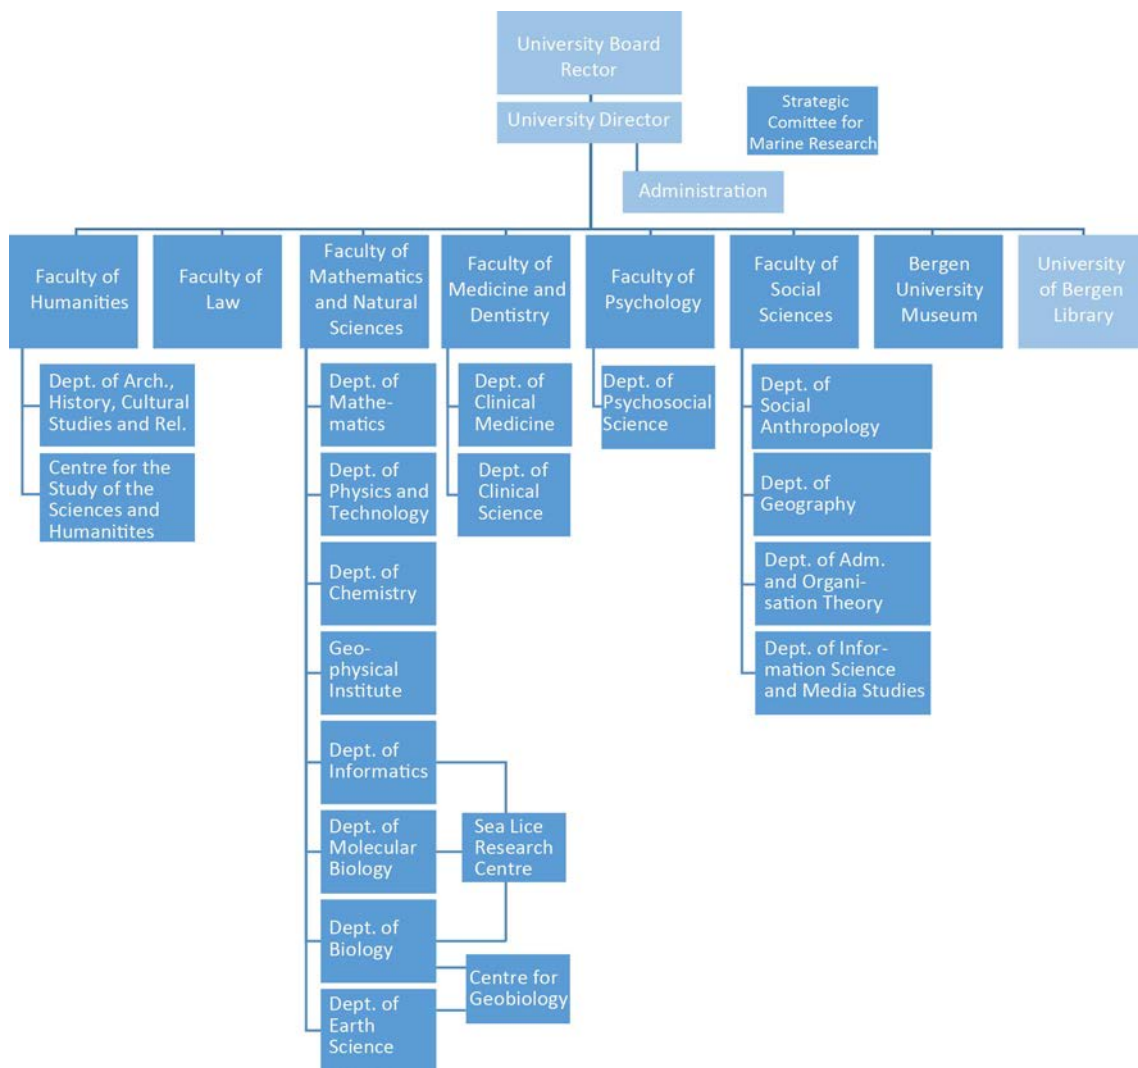 University Board
Rector
University Director
Strategic
Comittee for
Marine Research
Administration
Faculty of
Humanities
Faculty of
Law
Faculty of
Mathematics
and Natural
Sciences
Faculty of
Medicine and
Dentistry
Faculty of
Psychology
Faculty of
Social
Sciences
Bergen
University
Museum
University
of Bergen
Library
Dept. of Arch.,
History, Cultural
Studies and Rel.
Centre for the
Study of the
Sciences and
Humanitites
Dept. of
Mathe-
matics
Dept. of
Physics and
Technology
Dept. of
Chemistry
Geo-
physical
Institute
Dept. of
Informatics
Dept. of
Molecular
Biology
Dept. of
Biology
Dept. of
Earth
Science
Sea Lice
Research
Centre
Centre for
Geobiology
Dept. of
Clinical
Medicine
Dept. of
Clinical
Science
Dept. of
Psychosocial
Science
Dept. of
Social
Anthropology
Dept. of
Geography
Dept. of Adm.
and Organi-
sation Theory
Dept. of Infor-
mation Science
and Media Studies